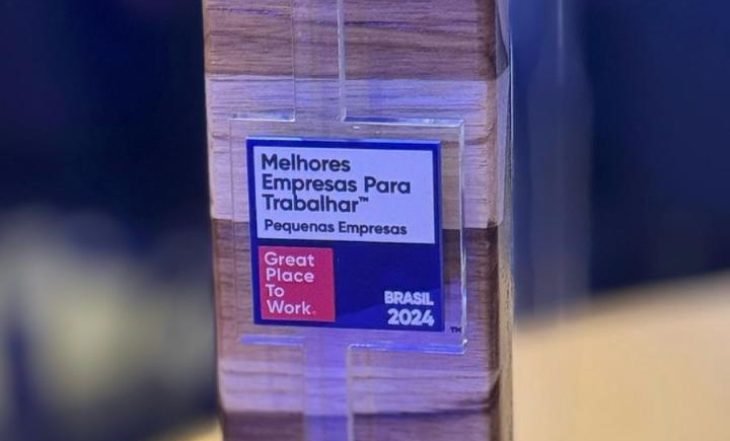 Melhores
Empresas Para
Trabalhar™
Pequenas Empresas
Great
Place
To
Work.
BRASIL
2024
TM